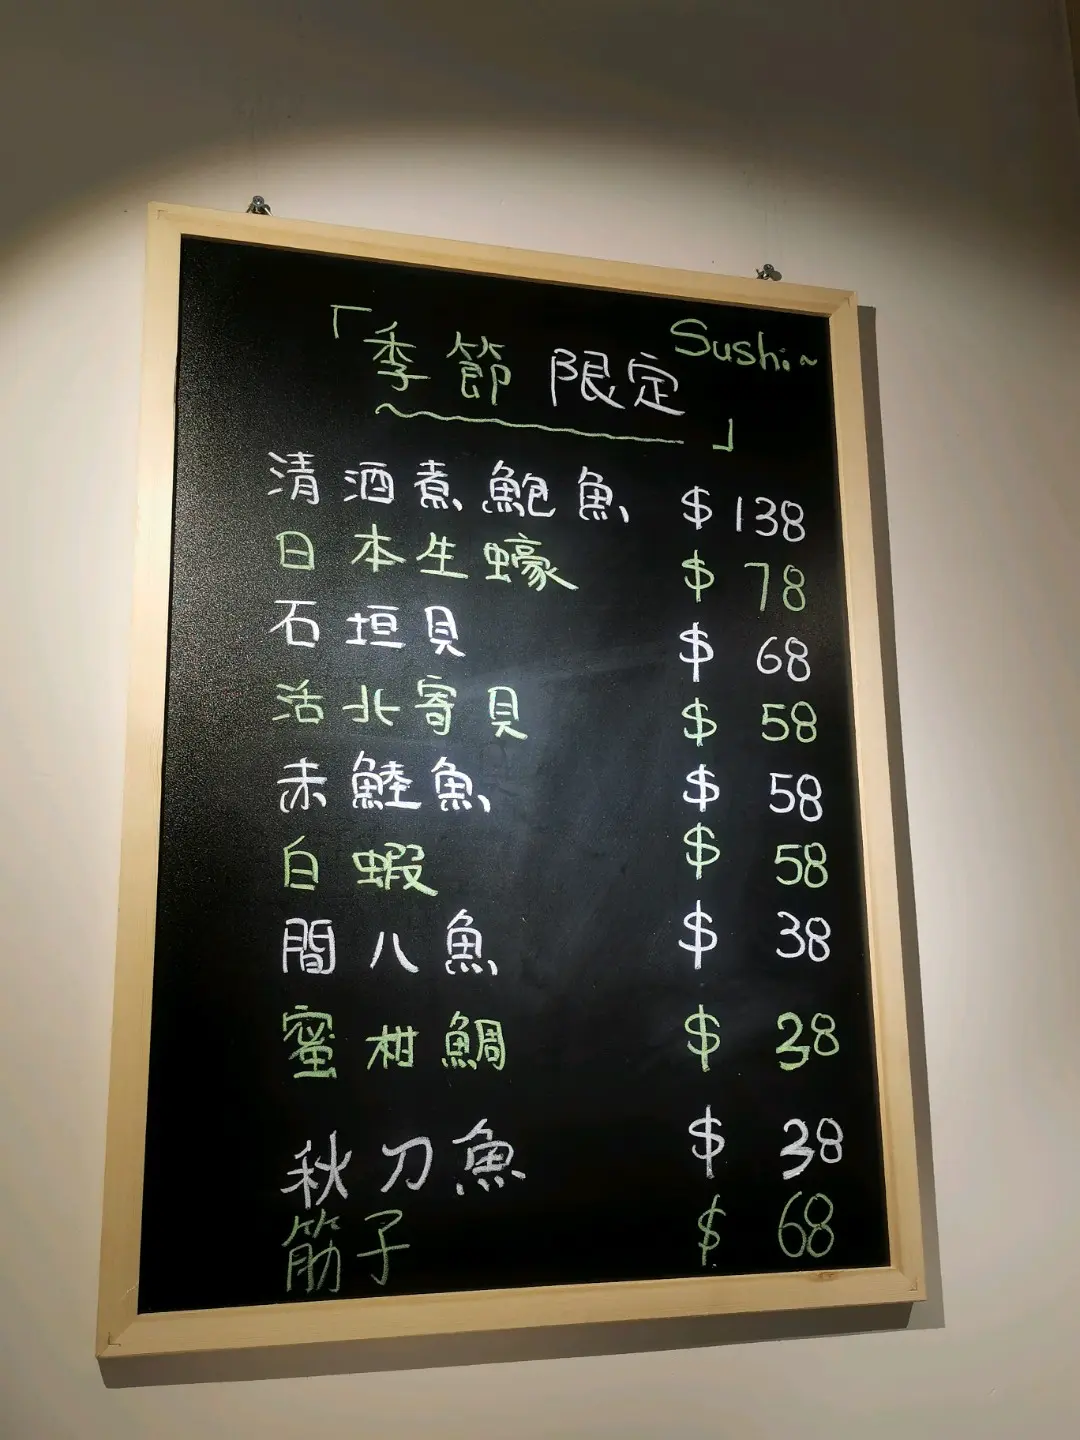 「季節限定」 Sushi~
清酒煮鮑魚 $138
日本生蠔 $78
石垣貝 $68
活北寄貝 $58
赤鯥魚 $58
白蝦 $58
間八魚 $38
蜜柑鯛 $38
秋刀魚 $38
筋子 $68